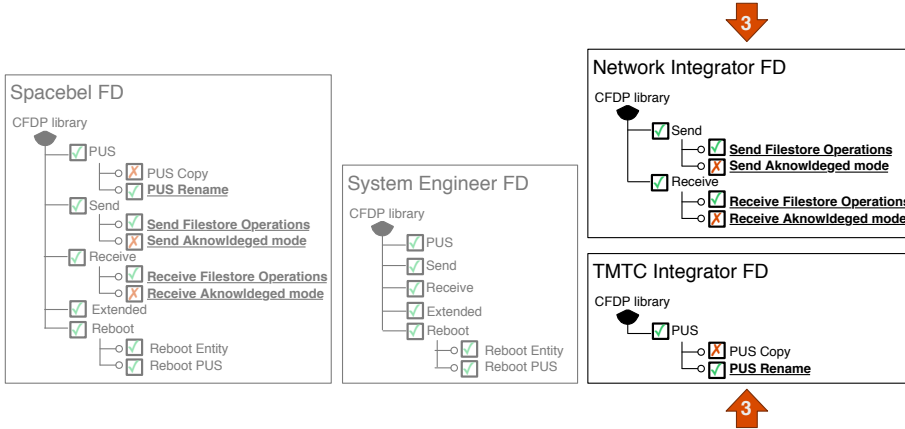 3
Network Integrator FD
CFDP library
Send
Send Filestore Operations
Send Aknowldeged mode
Receive
Receive Filestore Operations
Receive Aknowldeged mode
Spacebel FD
CFDP library
PUS
PUS Copy
PUS Rename
Send
Send Filestore Operations
Send Aknowldeged mode
Receive
Receive Filestore Operations
Receive Aknowldeged mode
Extended
Reboot
Reboot Entity
Reboot PUS
System Engineer FD
CFDP library
PUS
Send
Receive
Extended
Reboot
Reboot Entity
Reboot PUS
TMTC Integrator FD
CFDP library
PUS
PUS Copy
PUS Rename
3